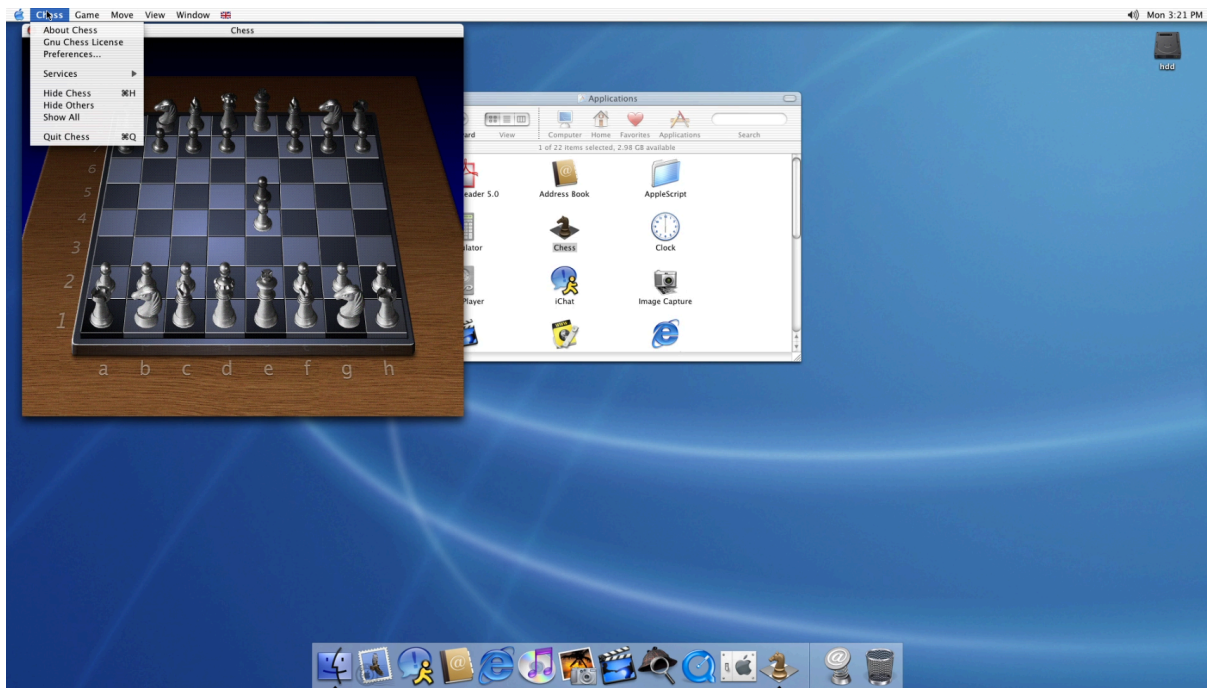 Chess Game Move View Window Mon 3:21 PM
About Chess
Gnu Chess License
Preferences...
Services
Hide Chess ⌘H
Hide Others
Show All
Quit Chess ⌘Q
Chess
6
5
4
3
2
1
a b c d e f g h
hdd
Applications
View Computer Home Favorites Applications Search
1 of 22 items selected, 2.98 GB available
eader 5.0 Address Book AppleScript
ulator Chess Clock
Player iChat Image Capture